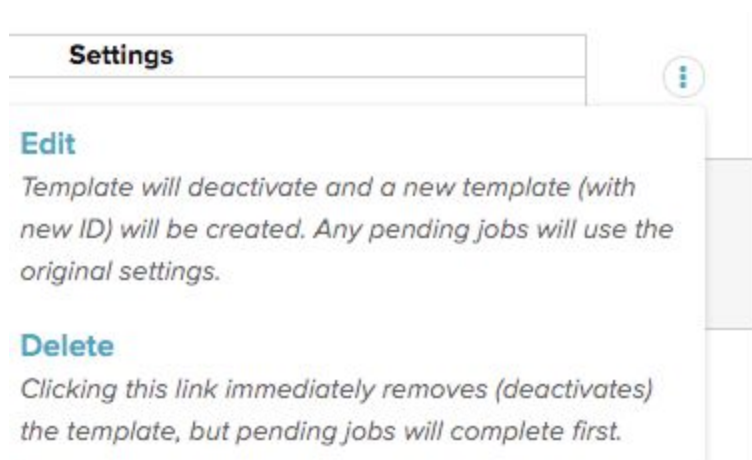 Settings
Edit
Template will deactivate and a new template (with
new ID) will be created. Any pending jobs will use the
original settings.
Delete
Clicking this link immediately removes (deactivates)
the template, but pending jobs will complete first.